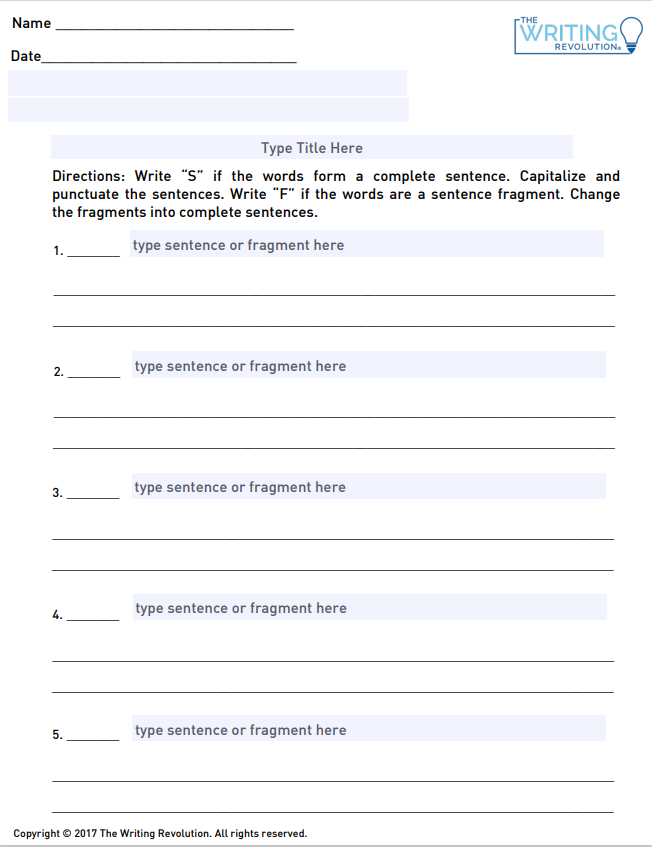 Name ______________________________
THE
WRITING
REVOLUTION®
Date________________________________
Type Title Here
Directions: Write “S” if the words form a complete sentence. Capitalize and
punctuate the sentences. Write “F” if the words are a sentence fragment. Change
the fragments into complete sentences.
1. _______ type sentence or fragment here
2. _______ type sentence or fragment here
3. _______ type sentence or fragment here
4. _______ type sentence or fragment here
5. _______ type sentence or fragment here
Copyright © 2017 The Writing Revolution. All rights reserved.